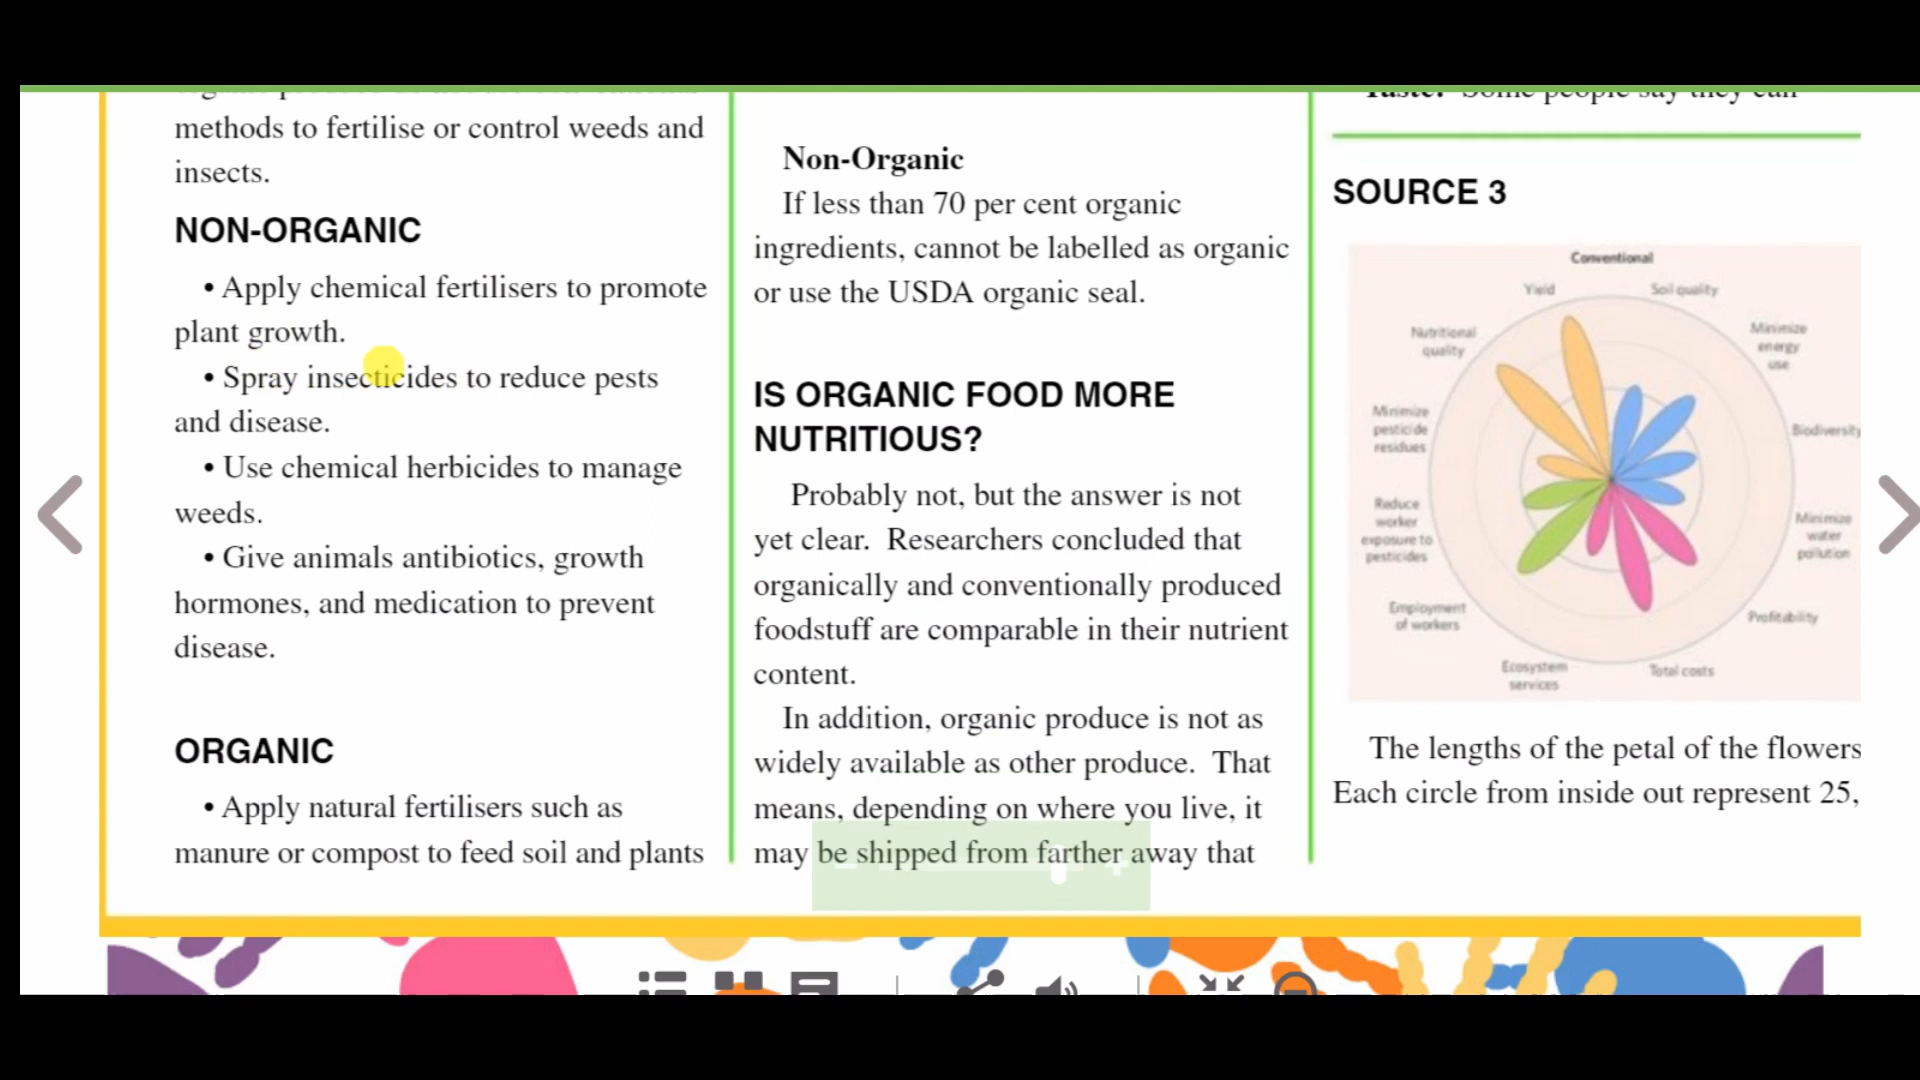 methods to fertilise or control weeds and
insects.
NON-ORGANIC
• Apply chemical fertilisers to promote
plant growth.
• Spray insecticides to reduce pests
and disease.
• Use chemical herbicides to manage
weeds.
• Give animals antibiotics, growth
hormones, and medication to prevent
disease.
ORGANIC
• Apply natural fertilisers such as
manure or compost to feed soil and plants
Non-Organic
If less than 70 per cent organic
ingredients, cannot be labelled as organic
or use the USDA organic seal.
IS ORGANIC FOOD MORE
NUTRITIOUS?
Probably not, but the answer is not
yet clear. Researchers concluded that
organically and conventionally produced
foodstuff are comparable in their nutrient
content.
In addition, organic produce is not as
widely available as other produce. That
means, depending on where you live, it
may be shipped from farther away that
Taste: Some people say they can
SOURCE 3
Conventional
Yield
Soil quality
Nutritional
quality
Minimize
energy
use
Minimize
pesticide
residues
Biodiversity
Reduce
worker
exposure to
pesticides
Minimize
water
pollution
Employment
of workers
Profitability
Ecosystem
services
Total costs
The lengths of the petal of the flowers
Each circle from inside out represent 25,